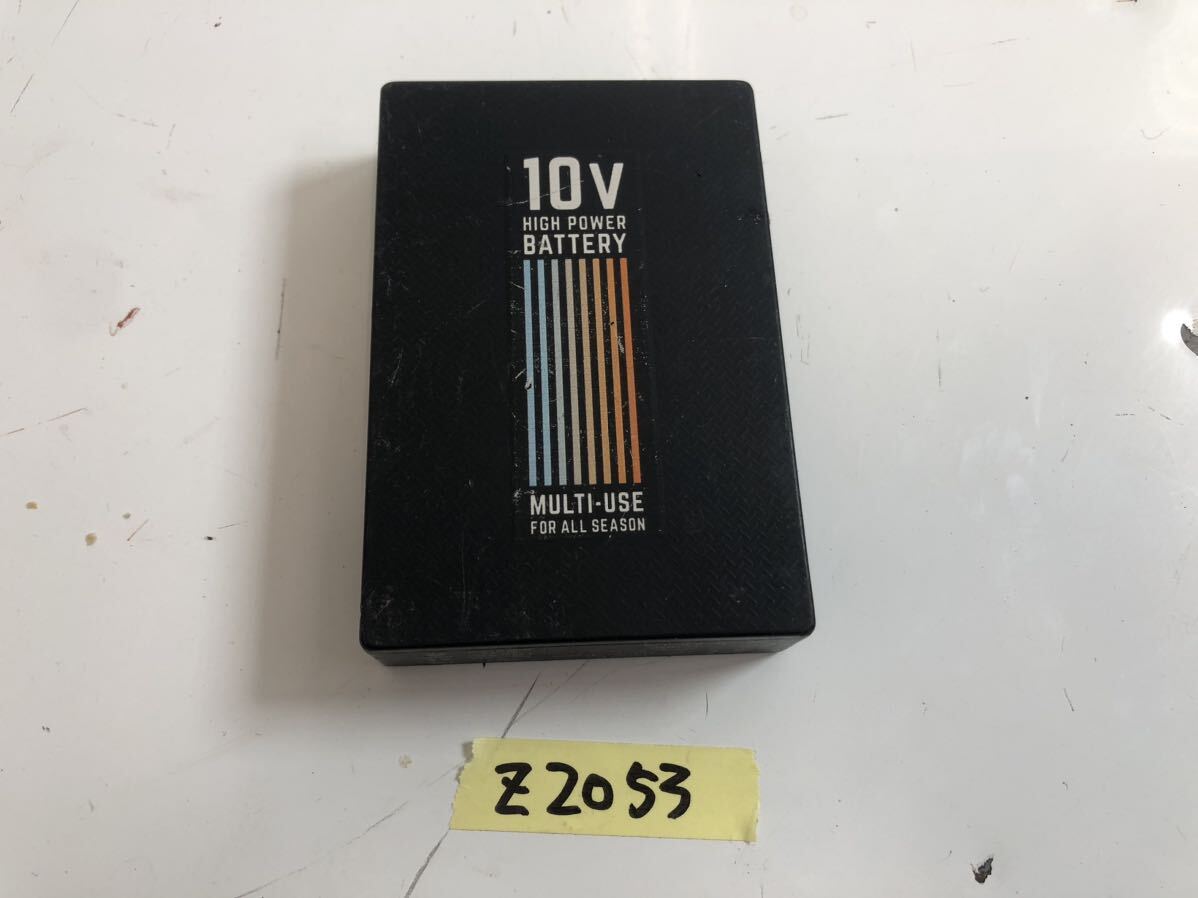 10V
HIGH POWER
BATTERY
MULTI-USE
FOR ALL SEASON
Z2053